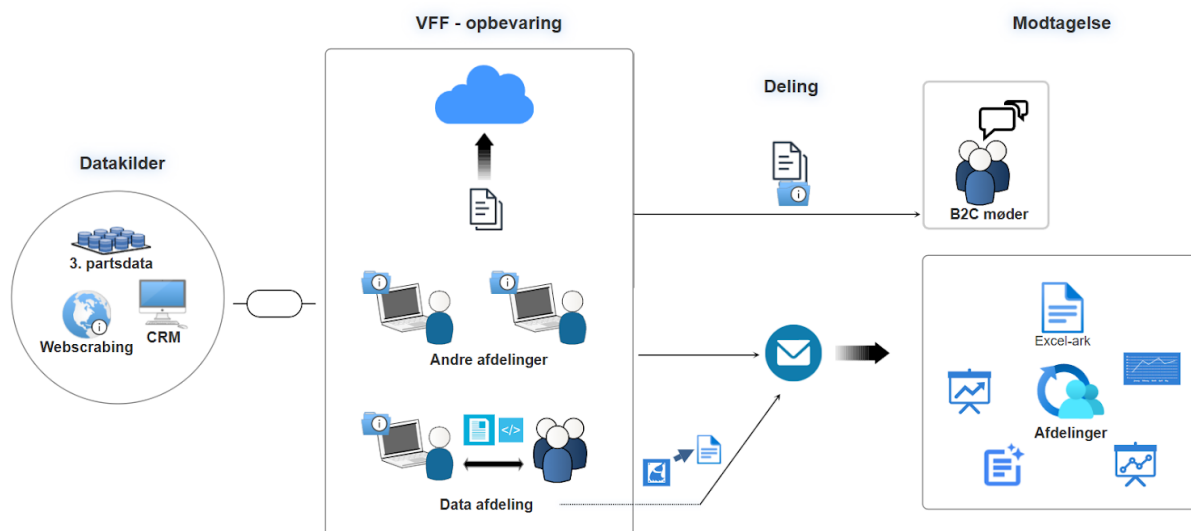 VFF - opbevaring
Modtagelse
Deling
Datakilder
3. partsdata
Webscrabing
CRM
Andre afdelinger
</>
Data afdeling
B2C møder
Excel-ark
Afdelinger